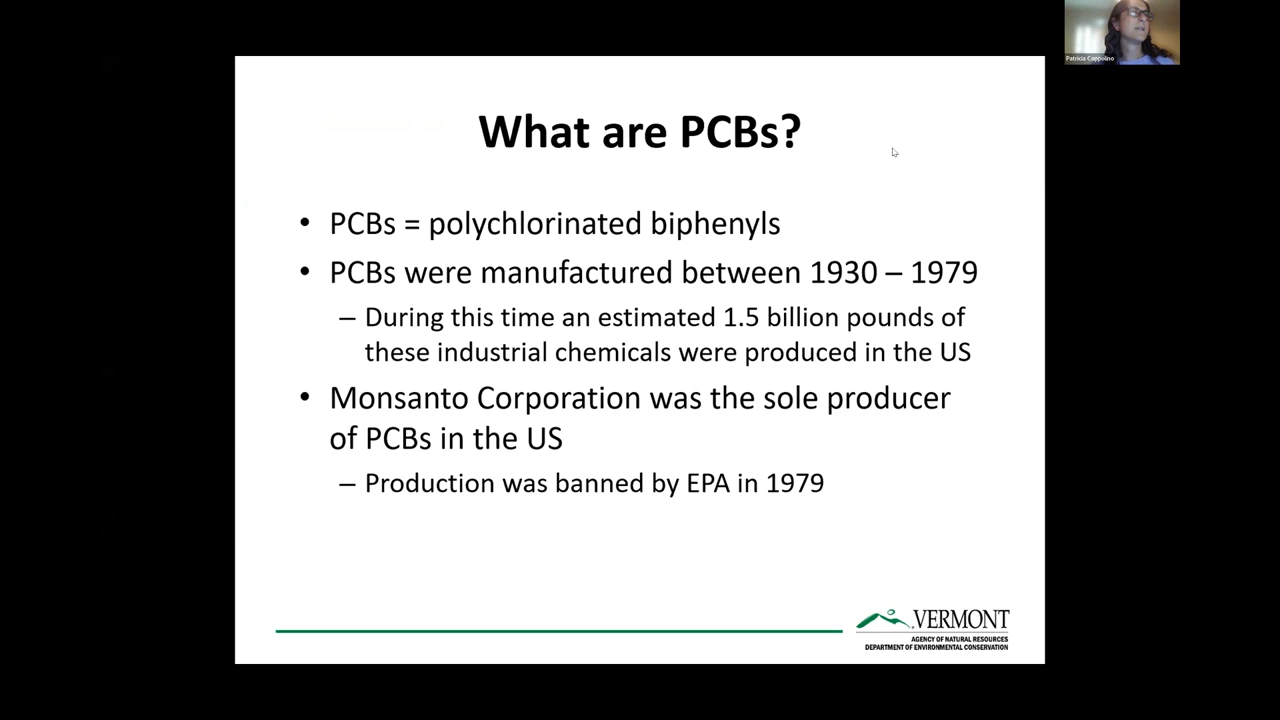 Patricia Coppolino
What are PCBs?
• PCBs = polychlorinated biphenyls
• PCBs were manufactured between 1930 – 1979
– During this time an estimated 1.5 billion pounds of
these industrial chemicals were produced in the US
• Monsanto Corporation was the sole producer
of PCBs in the US
– Production was banned by EPA in 1979
VERMONT
AGENCY OF NATURAL RESOURCES
DEPARTMENT OF ENVIRONMENTAL CONSERVATION